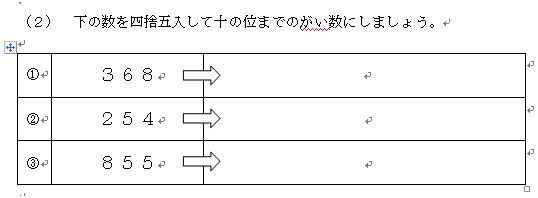 （２）　下の数を四捨五入して十の位までのがい数にしましょう。
① ３６８
② ２５４
③ ８５５